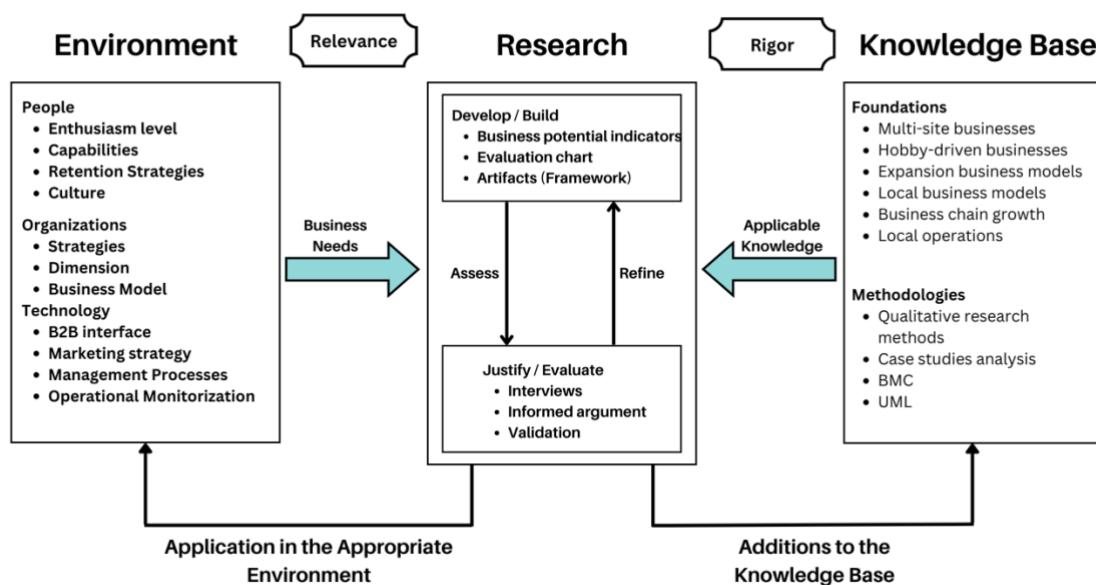 Environment
Relevance
Research
Rigor
Knowledge Base
People
• Enthusiasm level
• Capabilities
• Retention Strategies
• Culture
Organizations
• Strategies
• Dimension
• Business Model
Technology
• B2B interface
• Marketing strategy
• Management Processes
• Operational Monitorization
Business
Needs
Develop / Build
• Business potential indicators
• Evaluation chart
• Artifacts (Framework)
Assess
Refine
Justify / Evaluate
• Interviews
• Informed argument
• Validation
Applicable
Knowledge
Foundations
• Multi-site businesses
• Hobby-driven businesses
• Expansion business models
• Local business models
• Business chain growth
• Local operations
Methodologies
• Qualitative research
methods
• Case studies analysis
• BMC
• UML
Application in the Appropriate
Environment
Additions to the
Knowledge Base